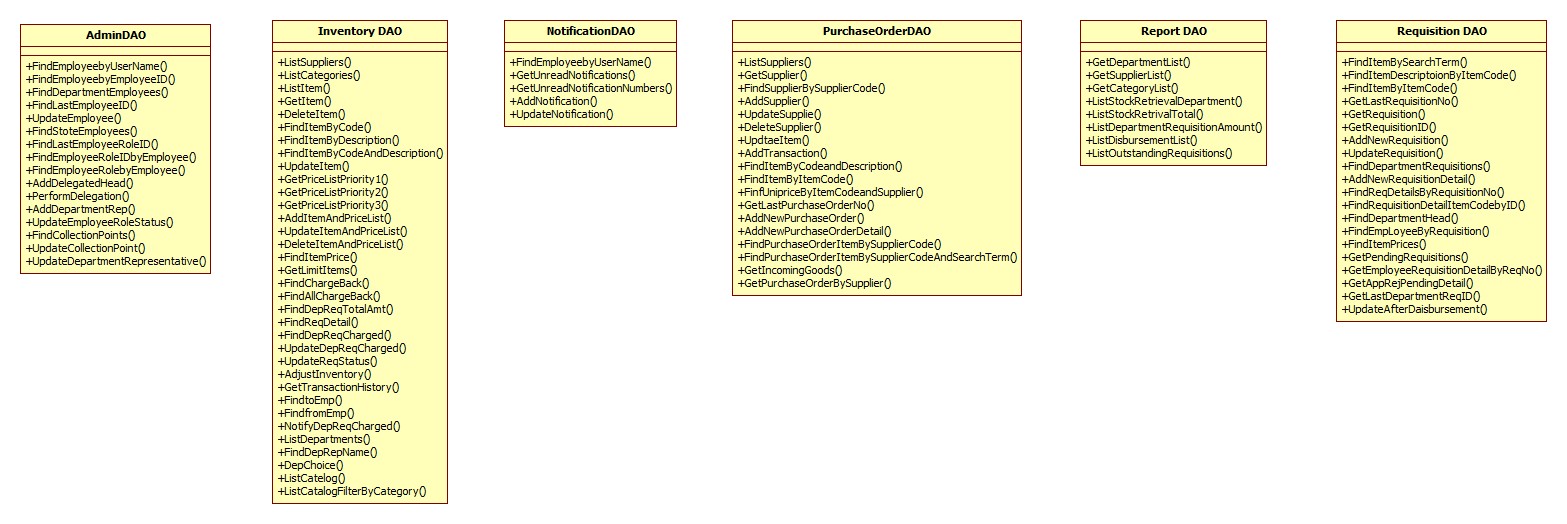 AdminDAO
+FindEmployeebyUserName()
+FindEmployeebyEmployeeID()
+FindDepartmentEmployees()
+FindLastEmployeeID()
+UpdateEmployee()
+FindStoteEmployees()
+FindLastEmployeeRoleID()
+FindEmployeeRoleIDbyEmployee()
+FindEmployeeRolebyEmployee()
+AddDelegatedHead()
+PerformDelegation()
+AddDepartmentRep()
+UpdateEmployeeRoleStatus()
+FindCollectionPoints()
+UpdateCollectionPoint()
+UpdateDepartmentRepresentative()
Inventory DAO
+ListSuppliers()
+ListCategories()
+ListItem()
+GetItem()
+DeleteItem()
+FindItemByCode()
+FindItemByDescription()
+FindItemByCodeAndDescription()
+UpdateItem()
+GetPriceListPriority1()
+GetPriceListPriority2()
+GetPriceListPriority3()
+AddItemAndPriceList()
+UpdateItemAndPriceList()
+DeleteItemAndPriceList()
+FindItemPrice()
+GetLimitItems()
+FindChargeBack()
+FindAllChargeBack()
+FindDepReqTotalAmt()
+FindReqDetail()
+FindDepReqCharged()
+UpdateDepReqCharged()
+UpdateReqStatus()
+AdjustInventory()
+GetTransactionHistory()
+FindtoEmp()
+FindfromEmp()
+NotifyDepReqCharged()
+ListDepartments()
+FindDepRepName()
+DepChoice()
+ListCatelog()
+ListCatalogFilterByCategory()
NotificationDAO
+FindEmployeebyUserName()
+GetUnreadNotifications()
+GetUnreadNotificationNumbers()
+AddNotification()
+UpdateNotification()
PurchaseOrderDAO
+ListSuppliers()
+GetSupplier()
+FindSupplierBySupplierCode()
+AddSupplier()
+UpdateSupplie()
+DeleteSupplier()
+UpdtaeItem()
+AddTransaction()
+FindItemByCodeandDescription()
+FindItemByItemCode()
+FinfUnipriceByItemCodeandSupplier()
+GetLastPurchaseOrderNo()
+AddNewPurchaseOrder()
+AddNewPurchaseOrderDetail()
+FindPurchaseOrderItemBySupplierCode()
+FindPurchaseOrderItemBySupplierCodeAndSearchTerm()
+GetIncomingGoods()
+GetPurchaseOrderBySupplier()
Report DAO
+GetDepartmentList()
+GetSupplierList()
+GetCategoryList()
+ListStockRetrievalDepartment()
+ListStockRetrivalTotal()
+ListDepartmentRequisitionAmount()
+ListDisbursementList()
+ListOutstandingRequisitions()
Requisition DAO
+FindItemBySearchTerm()
+FindItemDescriptoionByItemCode()
+FindItemByItemCode()
+GetLastRequisitionNo()
+GetRequisition()
+GetRequisitionID()
+AddNewRequisition()
+UpdateRequisition()
+FindDepartmentRequisitions()
+AddNewRequisitionDetail()
+FindReqDetailsByRequisitionNo()
+FindRequisitionDetailItemCodebyID()
+FindDepartmentHead()
+FindEmpLoyeeByRequisition()
+FindItemPrices()
+GetPendingRequisitions()
+GetEmployeeRequisitionDetailByReqNo()
+GetAppRejPendingDetail()
+GetLastDepartmentReqID()
+UpdateAfterDaisbursement()